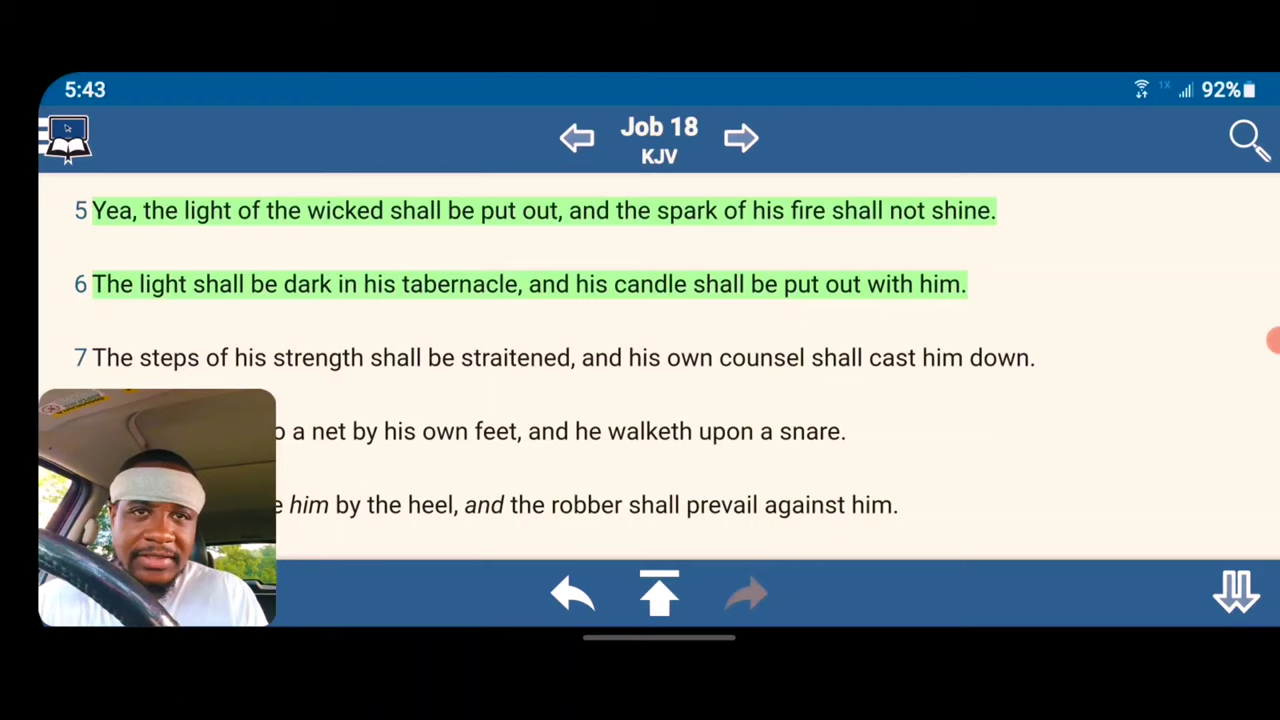 5:43
1X
92%
Job 18
KJV
5 Yea, the light of the wicked shall be put out, and the spark of his fire shall not shine.
6 The light shall be dark in his tabernacle, and his candle shall be put out with him.
7 The steps of his strength shall be straitened, and his own counsel shall cast him down.
a net by his own feet, and he walketh upon a snare.
him by the heel, and the robber shall prevail against him.